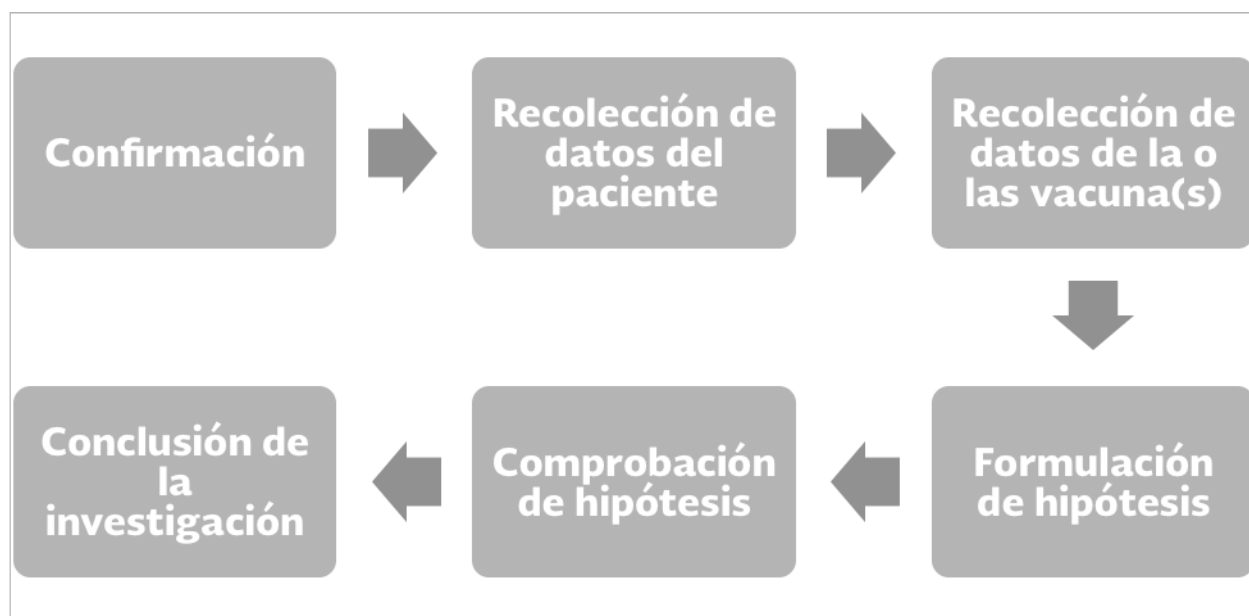 Confirmación
Recolección de
datos del
paciente
Recolección de
datos de la o
las vacuna(s)
Formulación
de hipótesis
Comprobación
de hipótesis
Conclusión de
la
investigación